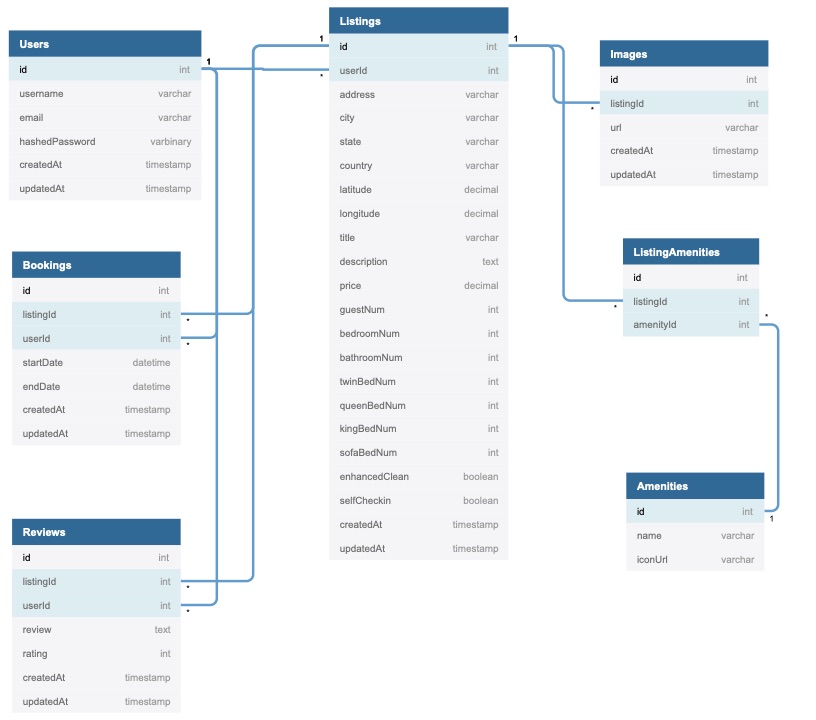 Users
id int
username varchar
email varchar
hashedPassword varbinary
createdAt timestamp
updatedAt timestamp
1
Bookings
id int
listingId int
*
userId int
*
startDate datetime
endDate datetime
createdAt timestamp
updatedAt timestamp
Reviews
id int
listingId int
*
userId int
*
review text
rating int
createdAt timestamp
updatedAt timestamp
Listings
1
id int
1
userId int
*
address varchar
city varchar
state varchar
country varchar
latitude decimal
longitude decimal
title varchar
description text
price decimal
guestNum int
bedroomNum int
bathroomNum int
twinBedNum int
queenBedNum int
kingBedNum int
sofaBedNum int
enhancedClean boolean
selfCheckin boolean
createdAt timestamp
updatedAt timestamp
Images
id int
listingId int
*
url varchar
createdAt timestamp
updatedAt timestamp
ListingAmenities
id int
listingId int
*
amenityId int
*
Amenities
id int
1
name varchar
iconUrl varchar